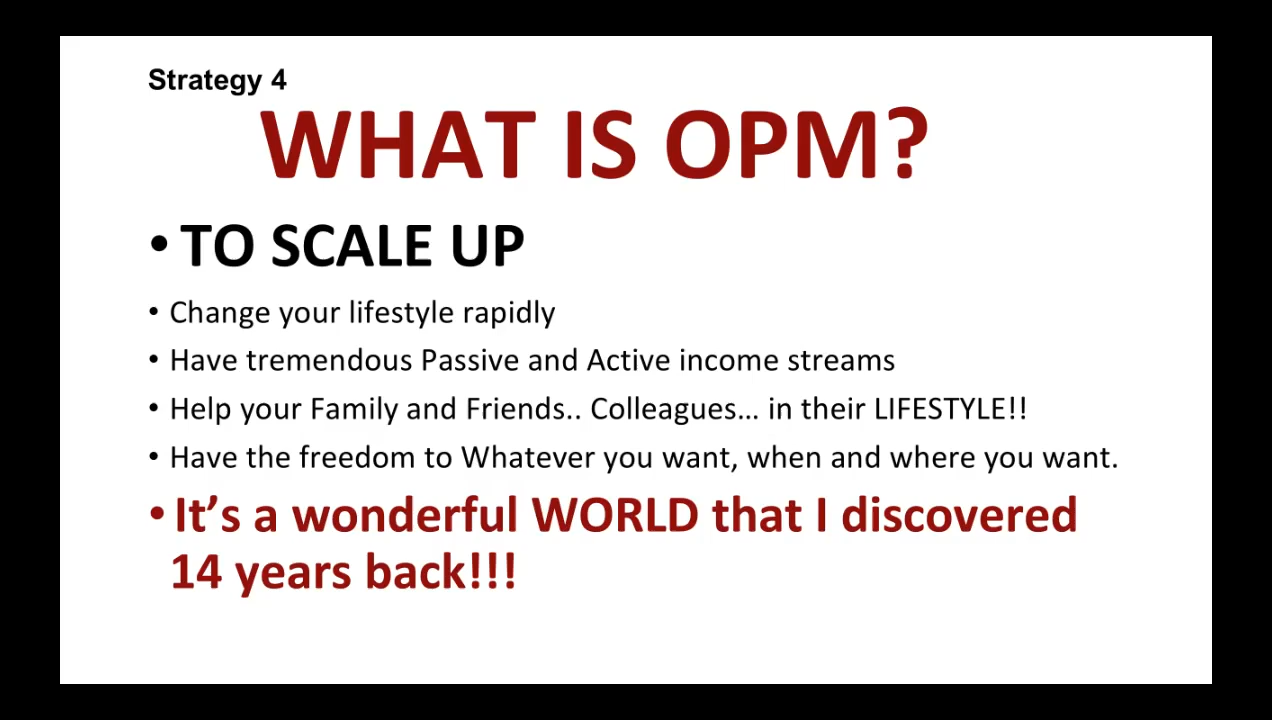 Strategy 4
WHAT IS OPM?
• TO SCALE UP
• Change your lifestyle rapidly
• Have tremendous Passive and Active income streams
• Help your Family and Friends.. Colleagues… in their LIFESTYLE!!
• Have the freedom to Whatever you want, when and where you want.
• It’s a wonderful WORLD that I discovered
14 years back!!!